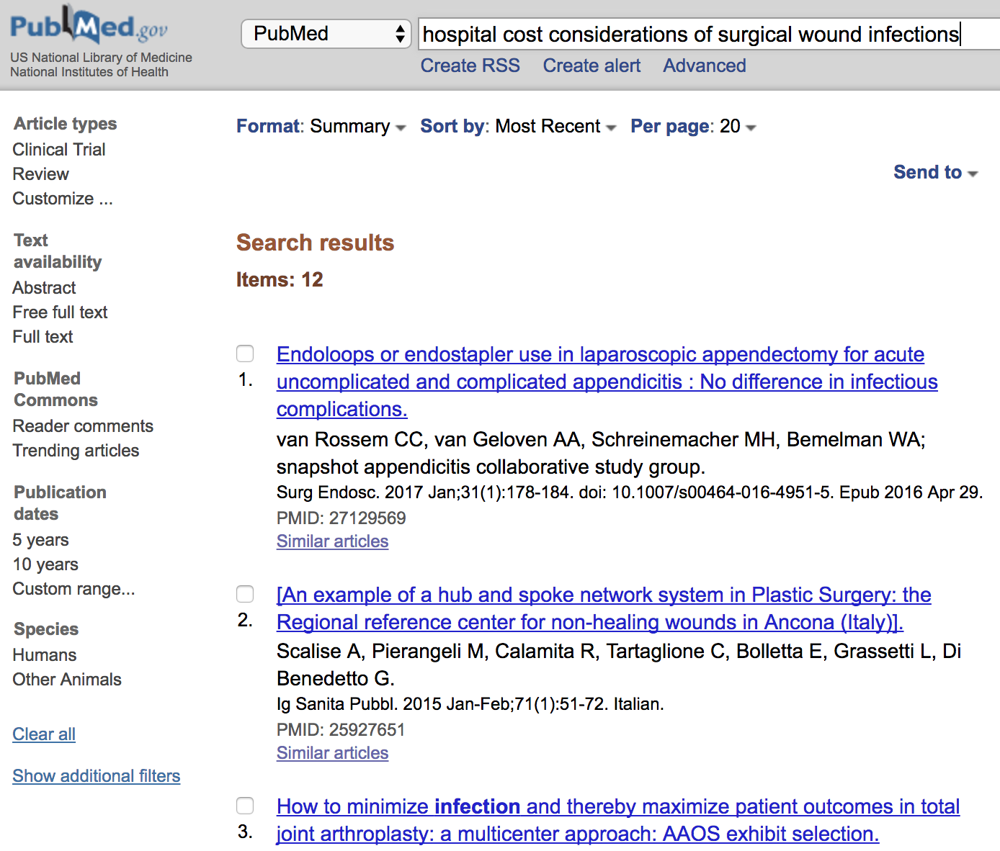 PubMed.gov
US National Library of Medicine
National Institutes of Health
PubMed
hospital cost considerations of surgical wound infections
Create RSS Create alert Advanced
Article types
Clinical Trial
Review
Customize ...
Text
availability
Abstract
Free full text
Full text
PubMed
Commons
Reader comments
Trending articles
Publication
dates
5 years
10 years
Custom range...
Species
Humans
Other Animals
Clear all
Show additional filters
Format: Summary Sort by: Most Recent Per page: 20
Send to
Search results
Items: 12
Endoloops or endostapler use in laparoscopic appendectomy for acute
1. uncomplicated and complicated appendicitis : No difference in infectious
complications.
van Rossem CC, van Geloven AA, Schreinemacher MH, Bemelman WA;
snapshot appendicitis collaborative study group.
Surg Endosc. 2017 Jan;31(1):178-184. doi: 10.1007/s00464-016-4951-5. Epub 2016 Apr 29.
PMID: 27129569
Similar articles
[An example of a hub and spoke network system in Plastic Surgery: the
2. Regional reference center for non-healing wounds in Ancona (Italy)].
Scalise A, Pierangeli M, Calamita R, Tartaglione C, Bolletta E, Grassetti L, Di
Benedetto G.
Ig Sanita Pubbl. 2015 Jan-Feb;71(1):51-72. Italian.
PMID: 25927651
Similar articles
How to minimize infection and thereby maximize patient outcomes in total
3. joint arthroplasty: a multicenter approach: AAOS exhibit selection.